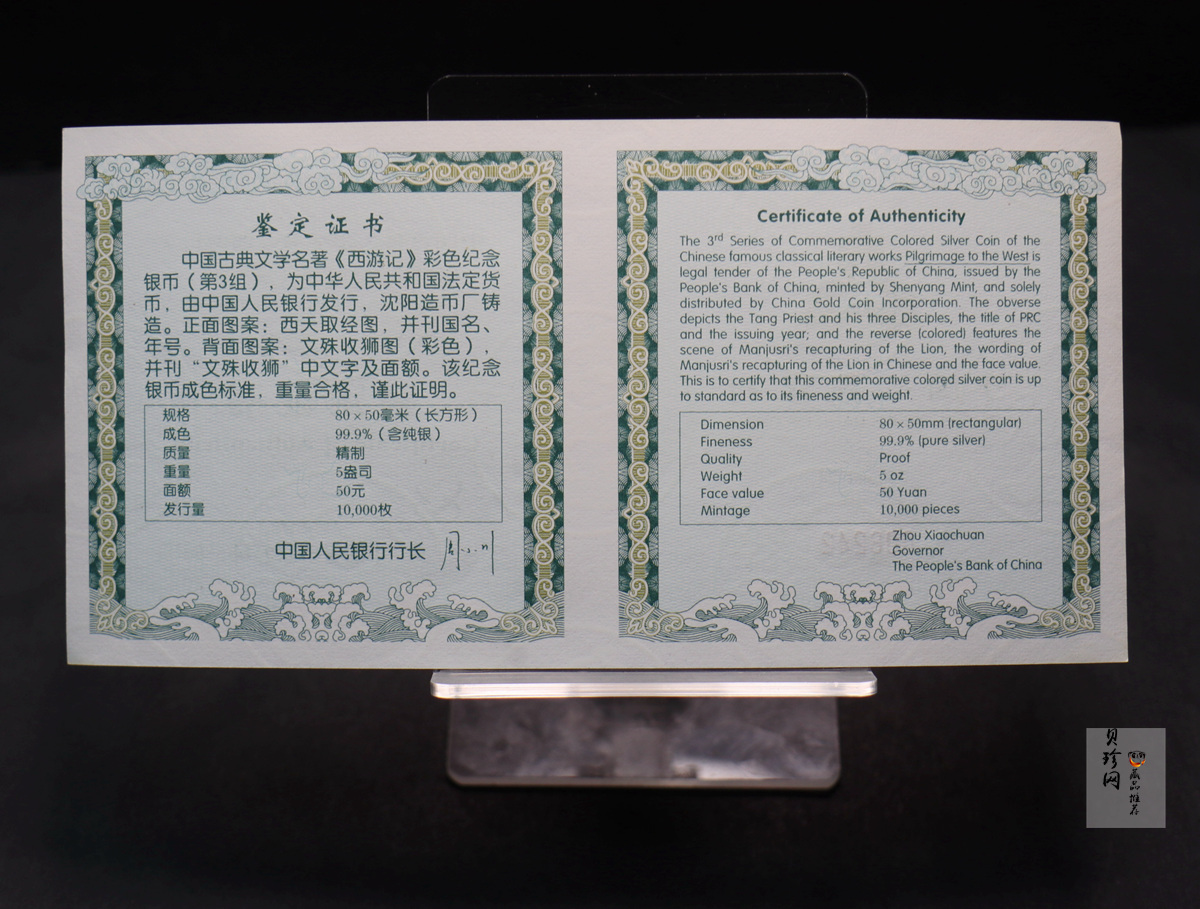 鉴定证书
中国古典文学名著《西游记》彩色纪念
银币（第3组），为中华人民共和国法定货
币，由中国人民银行发行，沈阳造币厂铸
造。正面图案：西天取经图，并刊国名、
年号。背面图案：文殊收狮图（彩色），
并刊“文殊收狮”中文字及面额。该纪念
银币成色标准，重量合格，谨此证明。
规格 80×50毫米（长方形）
成色 99.9%（含纯银）
质量 精制
重量 5盎司
面额 50元
发行量 10,000枚
中国人民银行行长 周小川
Certificate of Authenticity
The 3rd Series of Commemorative Colored Silver Coin of the
Chinese famous classical literary works Pilgrimage to the West is
legal tender of the People's Republic of China, issued by the
People's Bank of China, minted by Shenyang Mint, and solely
distributed by China Gold Coin Incorporation. The obverse
depicts the Tang Priest and his three Disciples, the title of PRC
and the issuing year; and the reverse (colored) features the
scene of Manjusri's recapturing of the Lion, the wording of
Manjusri's recapturing of the Lion in Chinese and the face value.
This is to certify that this commemorative colored silver coin is up
to standard as to its fineness and weight.
Dimension 80×50mm (rectangular)
Fineness 99.9% (pure silver)
Quality Proof
Weight 5 oz
Face value 50 Yuan
Mintage 10,000 pieces
Zhou Xiaochuan
Governor
The People's Bank of China
贝珍网
藏品推荐